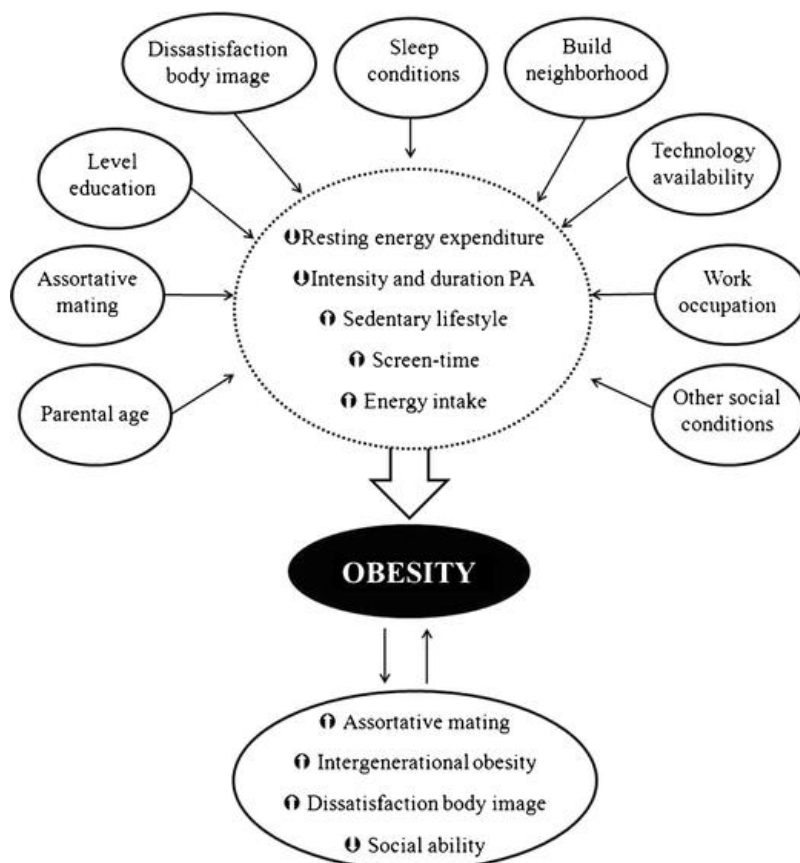 Dissastisfaction
body image
Sleep
conditions
Build
neighborhood
Level
education
Technology
availability
Assortative
mating
Work
occupation
Parental age
Other social
conditions
Resting energy expenditure
Intensity and duration PA
Sedentary lifestyle
Screen-time
Energy intake
OBESITY
Assortative mating
Intergenerational obesity
Dissatisfaction body image
Social ability